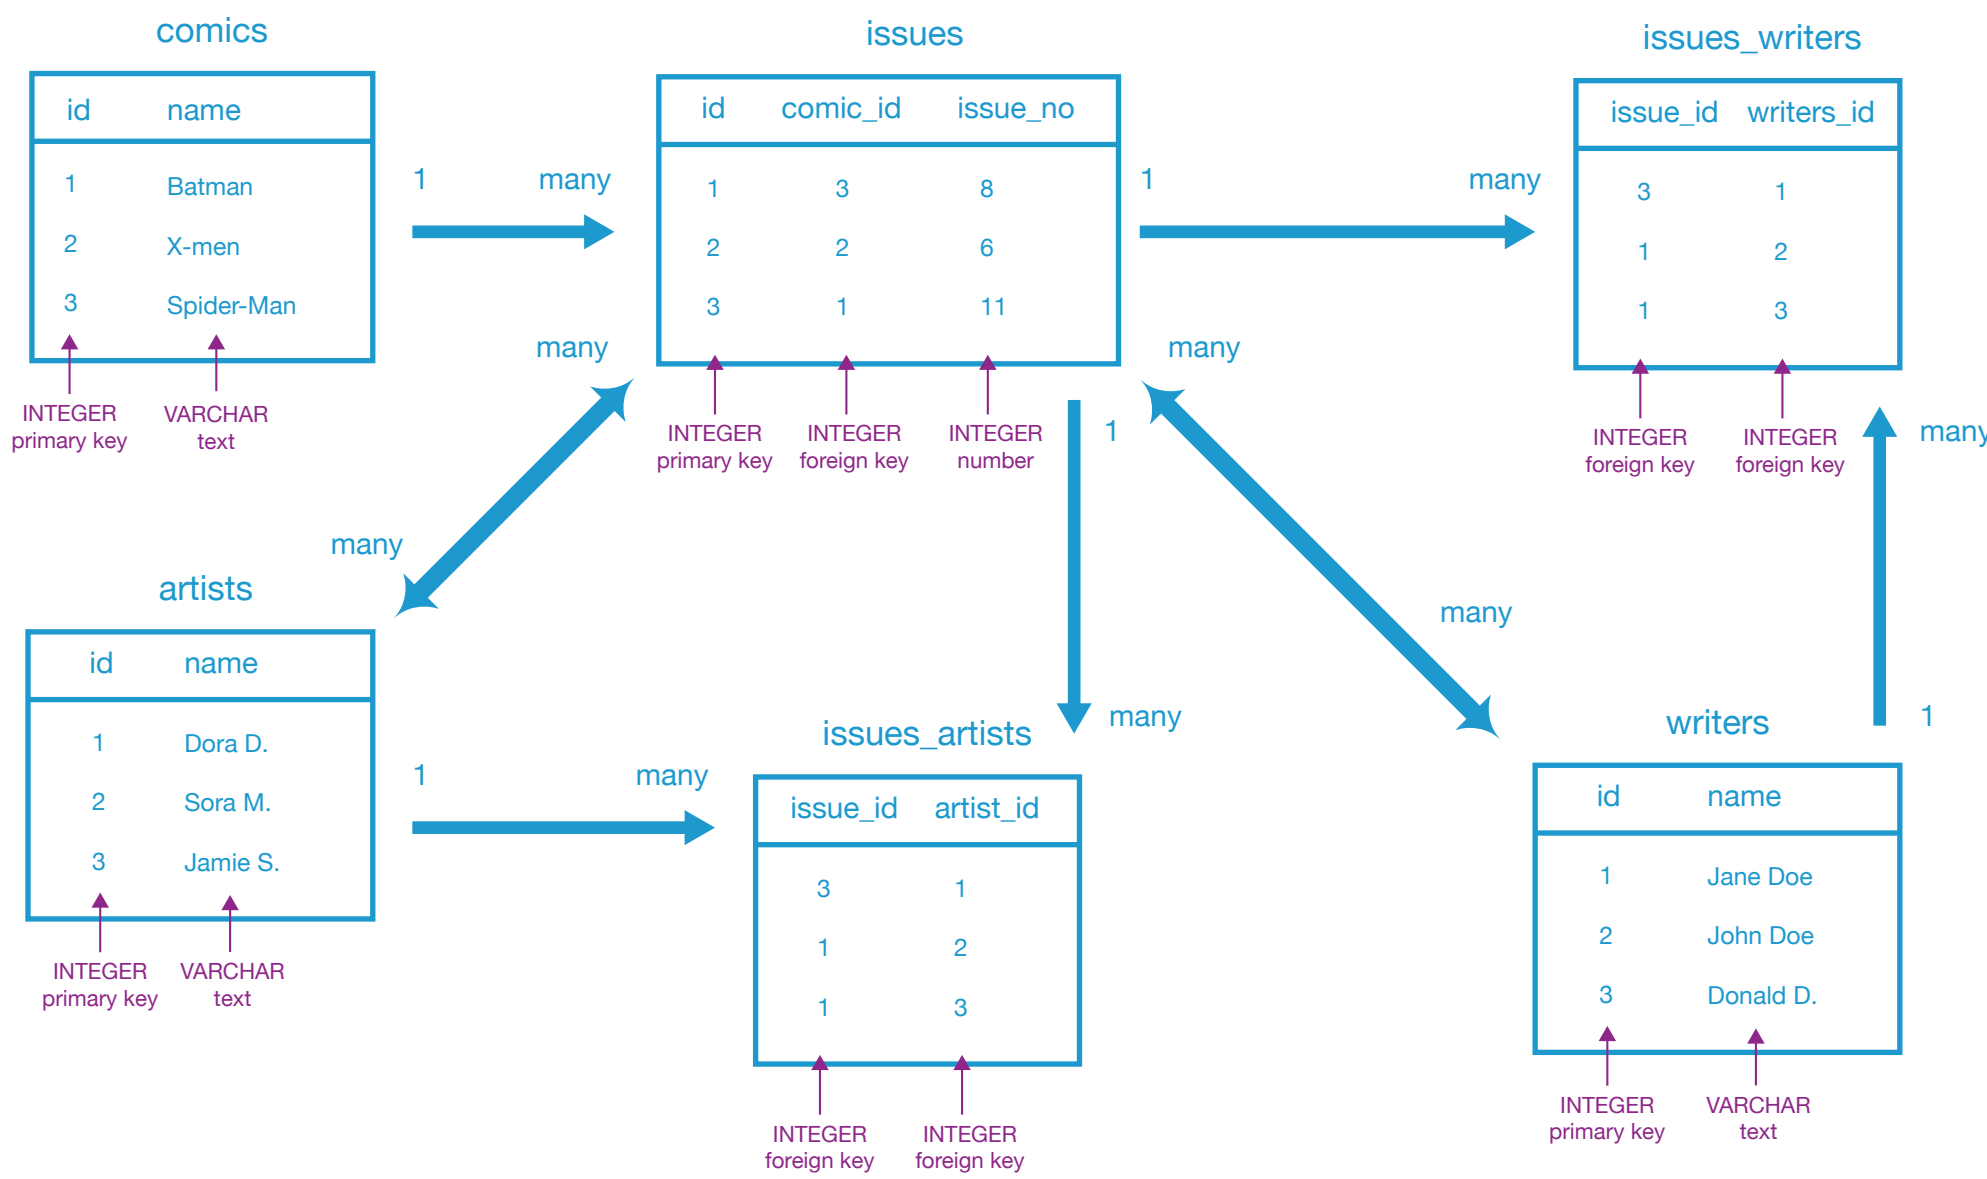 comics
id name
1 Batman
2 X-men
3 Spider-Man
INTEGER
primary key
VARCHAR
text
1 many
issues
id comic_id issue_no
1 3 8
2 2 6
3 1 11
INTEGER
primary key
INTEGER
foreign key
INTEGER
number
1 many
issues_writers
issue_id writers_id
3 1
1 2
1 3
INTEGER
foreign key
INTEGER
foreign key
many
many
many
many
1
many
many
1
artists
id name
1 Dora D.
2 Sora M.
3 Jamie S.
INTEGER
primary key
VARCHAR
text
1 many
issues_artists
issue_id artist_id
3 1
1 2
1 3
INTEGER
foreign key
INTEGER
foreign key
writers
id name
1 Jane Doe
2 John Doe
3 Donald D.
INTEGER
primary key
VARCHAR
text